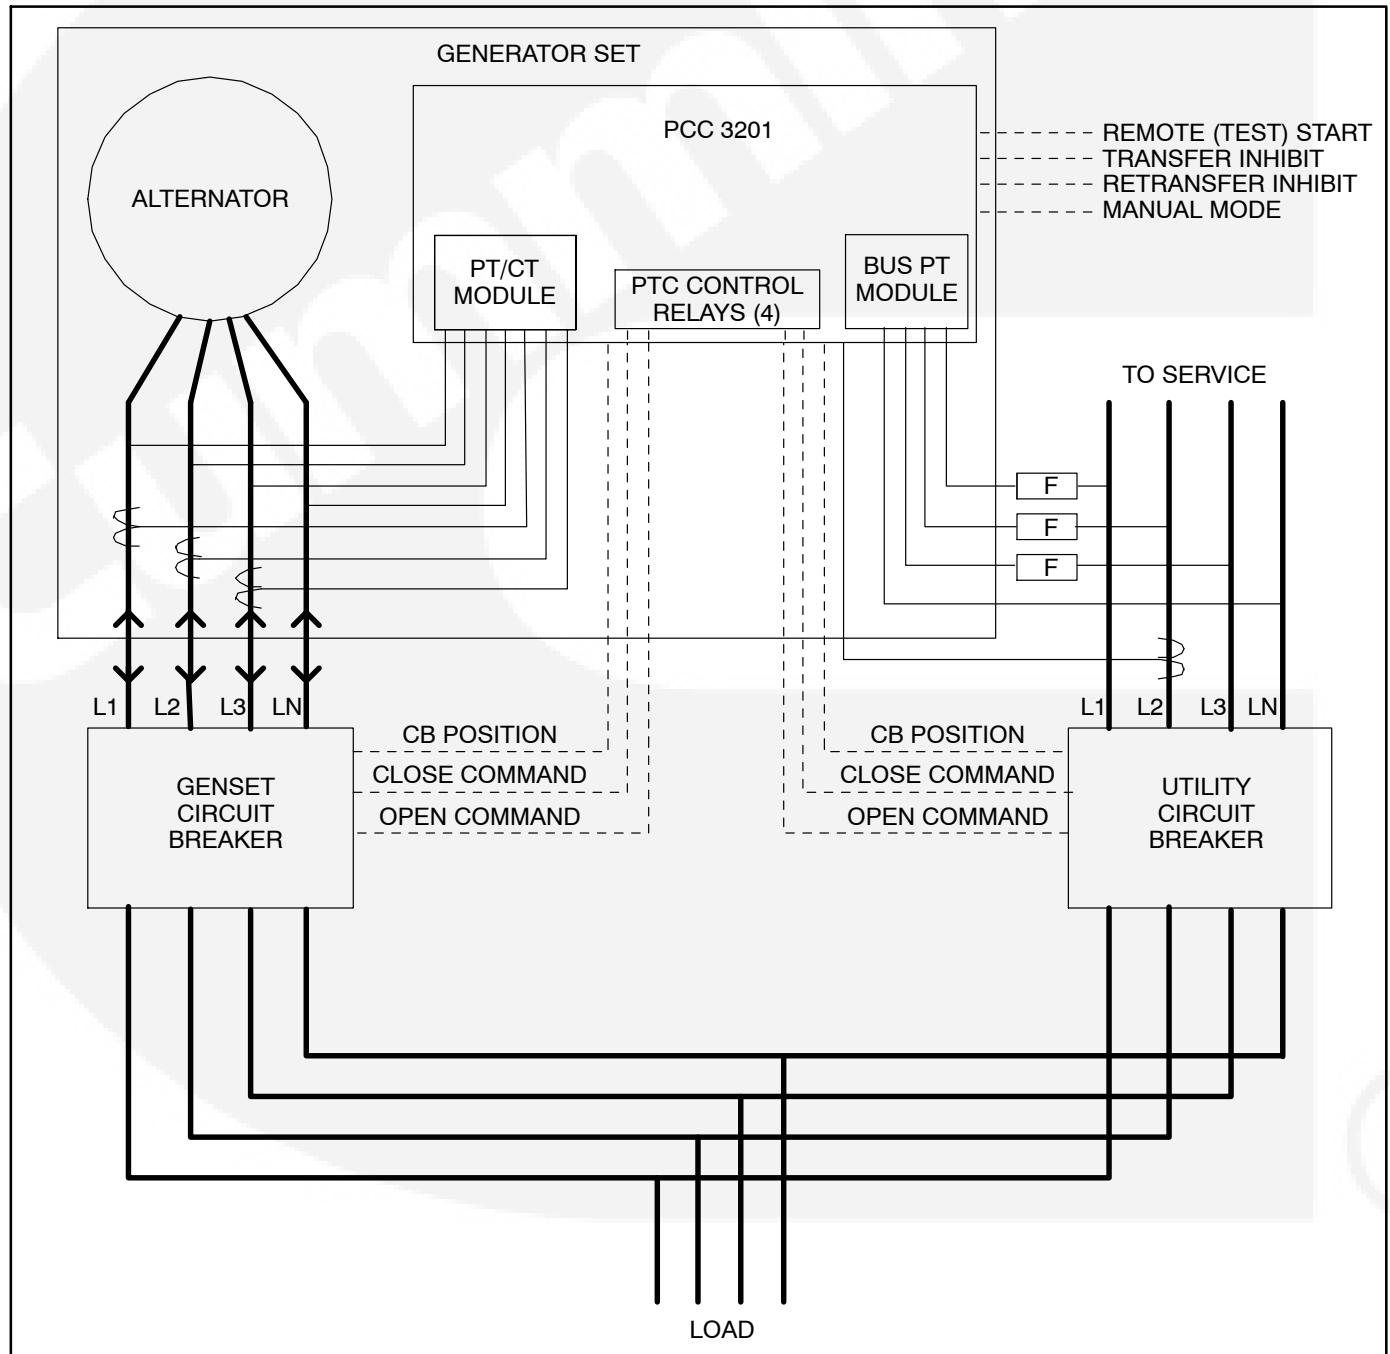 GENERATOR SET
ALTERNATOR
PCC 3201
REMOTE (TEST) START
TRANSFER INHIBIT
RETRANSFER INHIBIT
MANUAL MODE
PT/CT
MODULE
PTC CONTROL
RELAYS (4)
BUS PT
MODULE
TO SERVICE
F
F
F
L1 L2 L3 LN
L1 L2 L3 LN
CB POSITION
CLOSE COMMAND
OPEN COMMAND
CB POSITION
CLOSE COMMAND
OPEN COMMAND
GENSET
CIRCUIT
BREAKER
UTILITY
CIRCUIT
BREAKER
LOAD